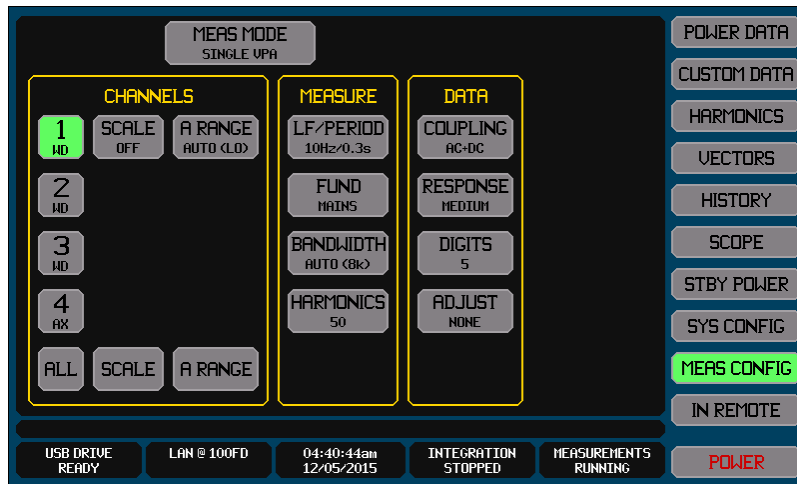 MEAS MODE
SINGLE VPA
CHANNELS
1
WD
SCALE
OFF
A RANGE
AUTO (LO)
2
WD
3
WD
4
AX
ALL
SCALE
A RANGE
MEASURE
LF/PERIOD
10Hz/0.3s
FUND
MAINS
BANDWIDTH
AUTO (8k)
HARMONICS
50
DATA
COUPLING
AC+DC
RESPONSE
MEDIUM
DIGITS
5
ADJUST
NONE
POWER DATA
CUSTOM DATA
HARMONICS
VECTORS
HISTORY
SCOPE
STBY POWER
SYS CONFIG
MEAS CONFIG
IN REMOTE
POWER
USB DRIVE
READY
LAN @ 100FD
04:40:44am
12/05/2015
INTEGRATION
STOPPED
MEASUREMENTS
RUNNING